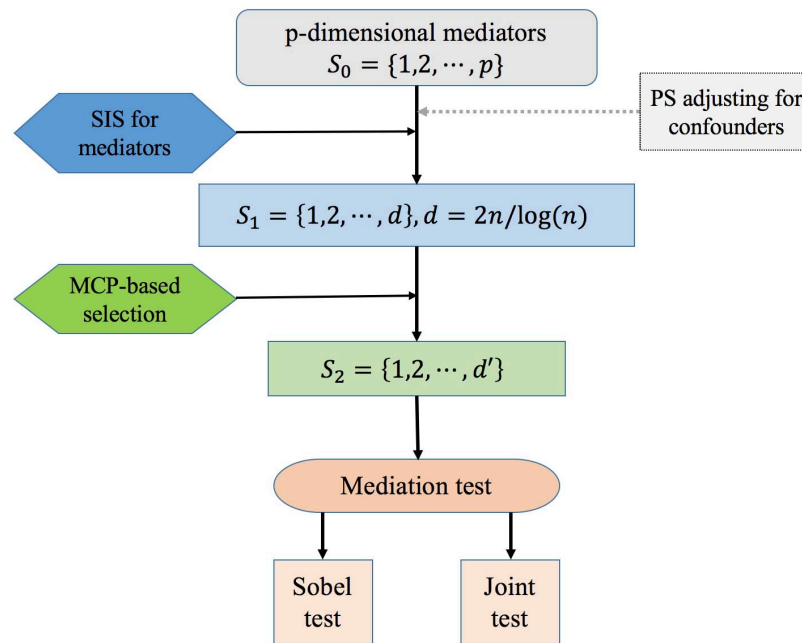 p-dimensional mediators
S₀ = {1,2, ⋯, p}
PS adjusting for
confounders
SIS for
mediators
S₁ = {1,2, ⋯, d}, d = 2n/log(n)
MCP-based
selection
S₂ = {1,2, ⋯, d′}
Mediation test
Sobel
test
Joint
test